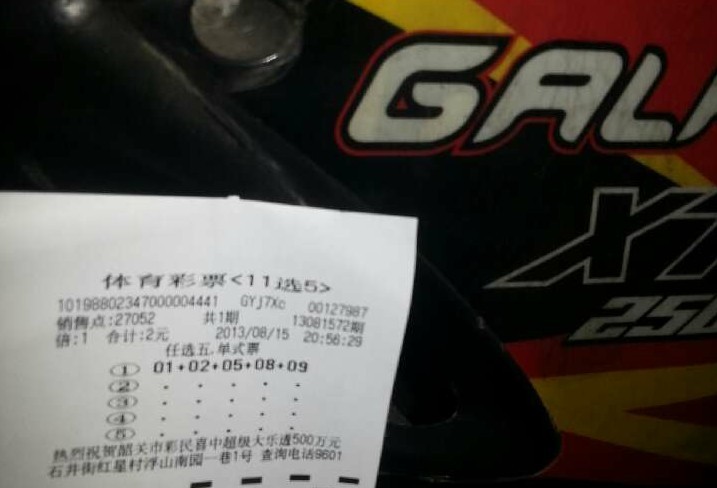 GALA
XT
250
体育彩票<11选5>
10198802347000004441 GYJ7Xc 00127987
销售点:27052 共1期 13081572期
倍:1 合计:2元 2013/08/15 20:56:29
任选五.单式票
① 01+02+05+08+09
② - - - - -
③ - - - - -
④ - - - - -
⑤ - - - - -
热烈祝贺韶关市彩民喜中超级大乐透500万元
石井街红星村浮山南园一巷1号 查询电话9601